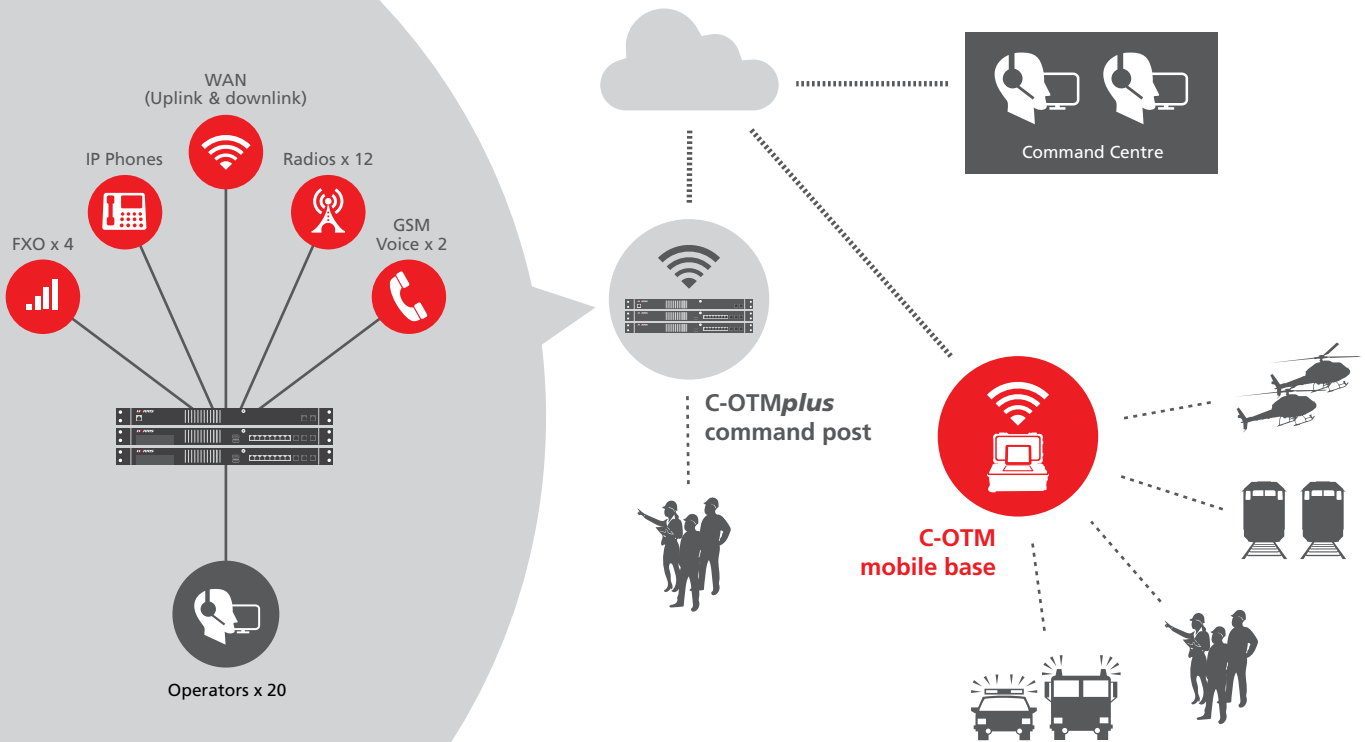 WAN
(Uplink & downlink)
IP Phones
Radios x 12
FXO x 4
GSM
Voice x 2
Operators x 20
Command Centre
C-OTMplus
command post
C-OTM
mobile base